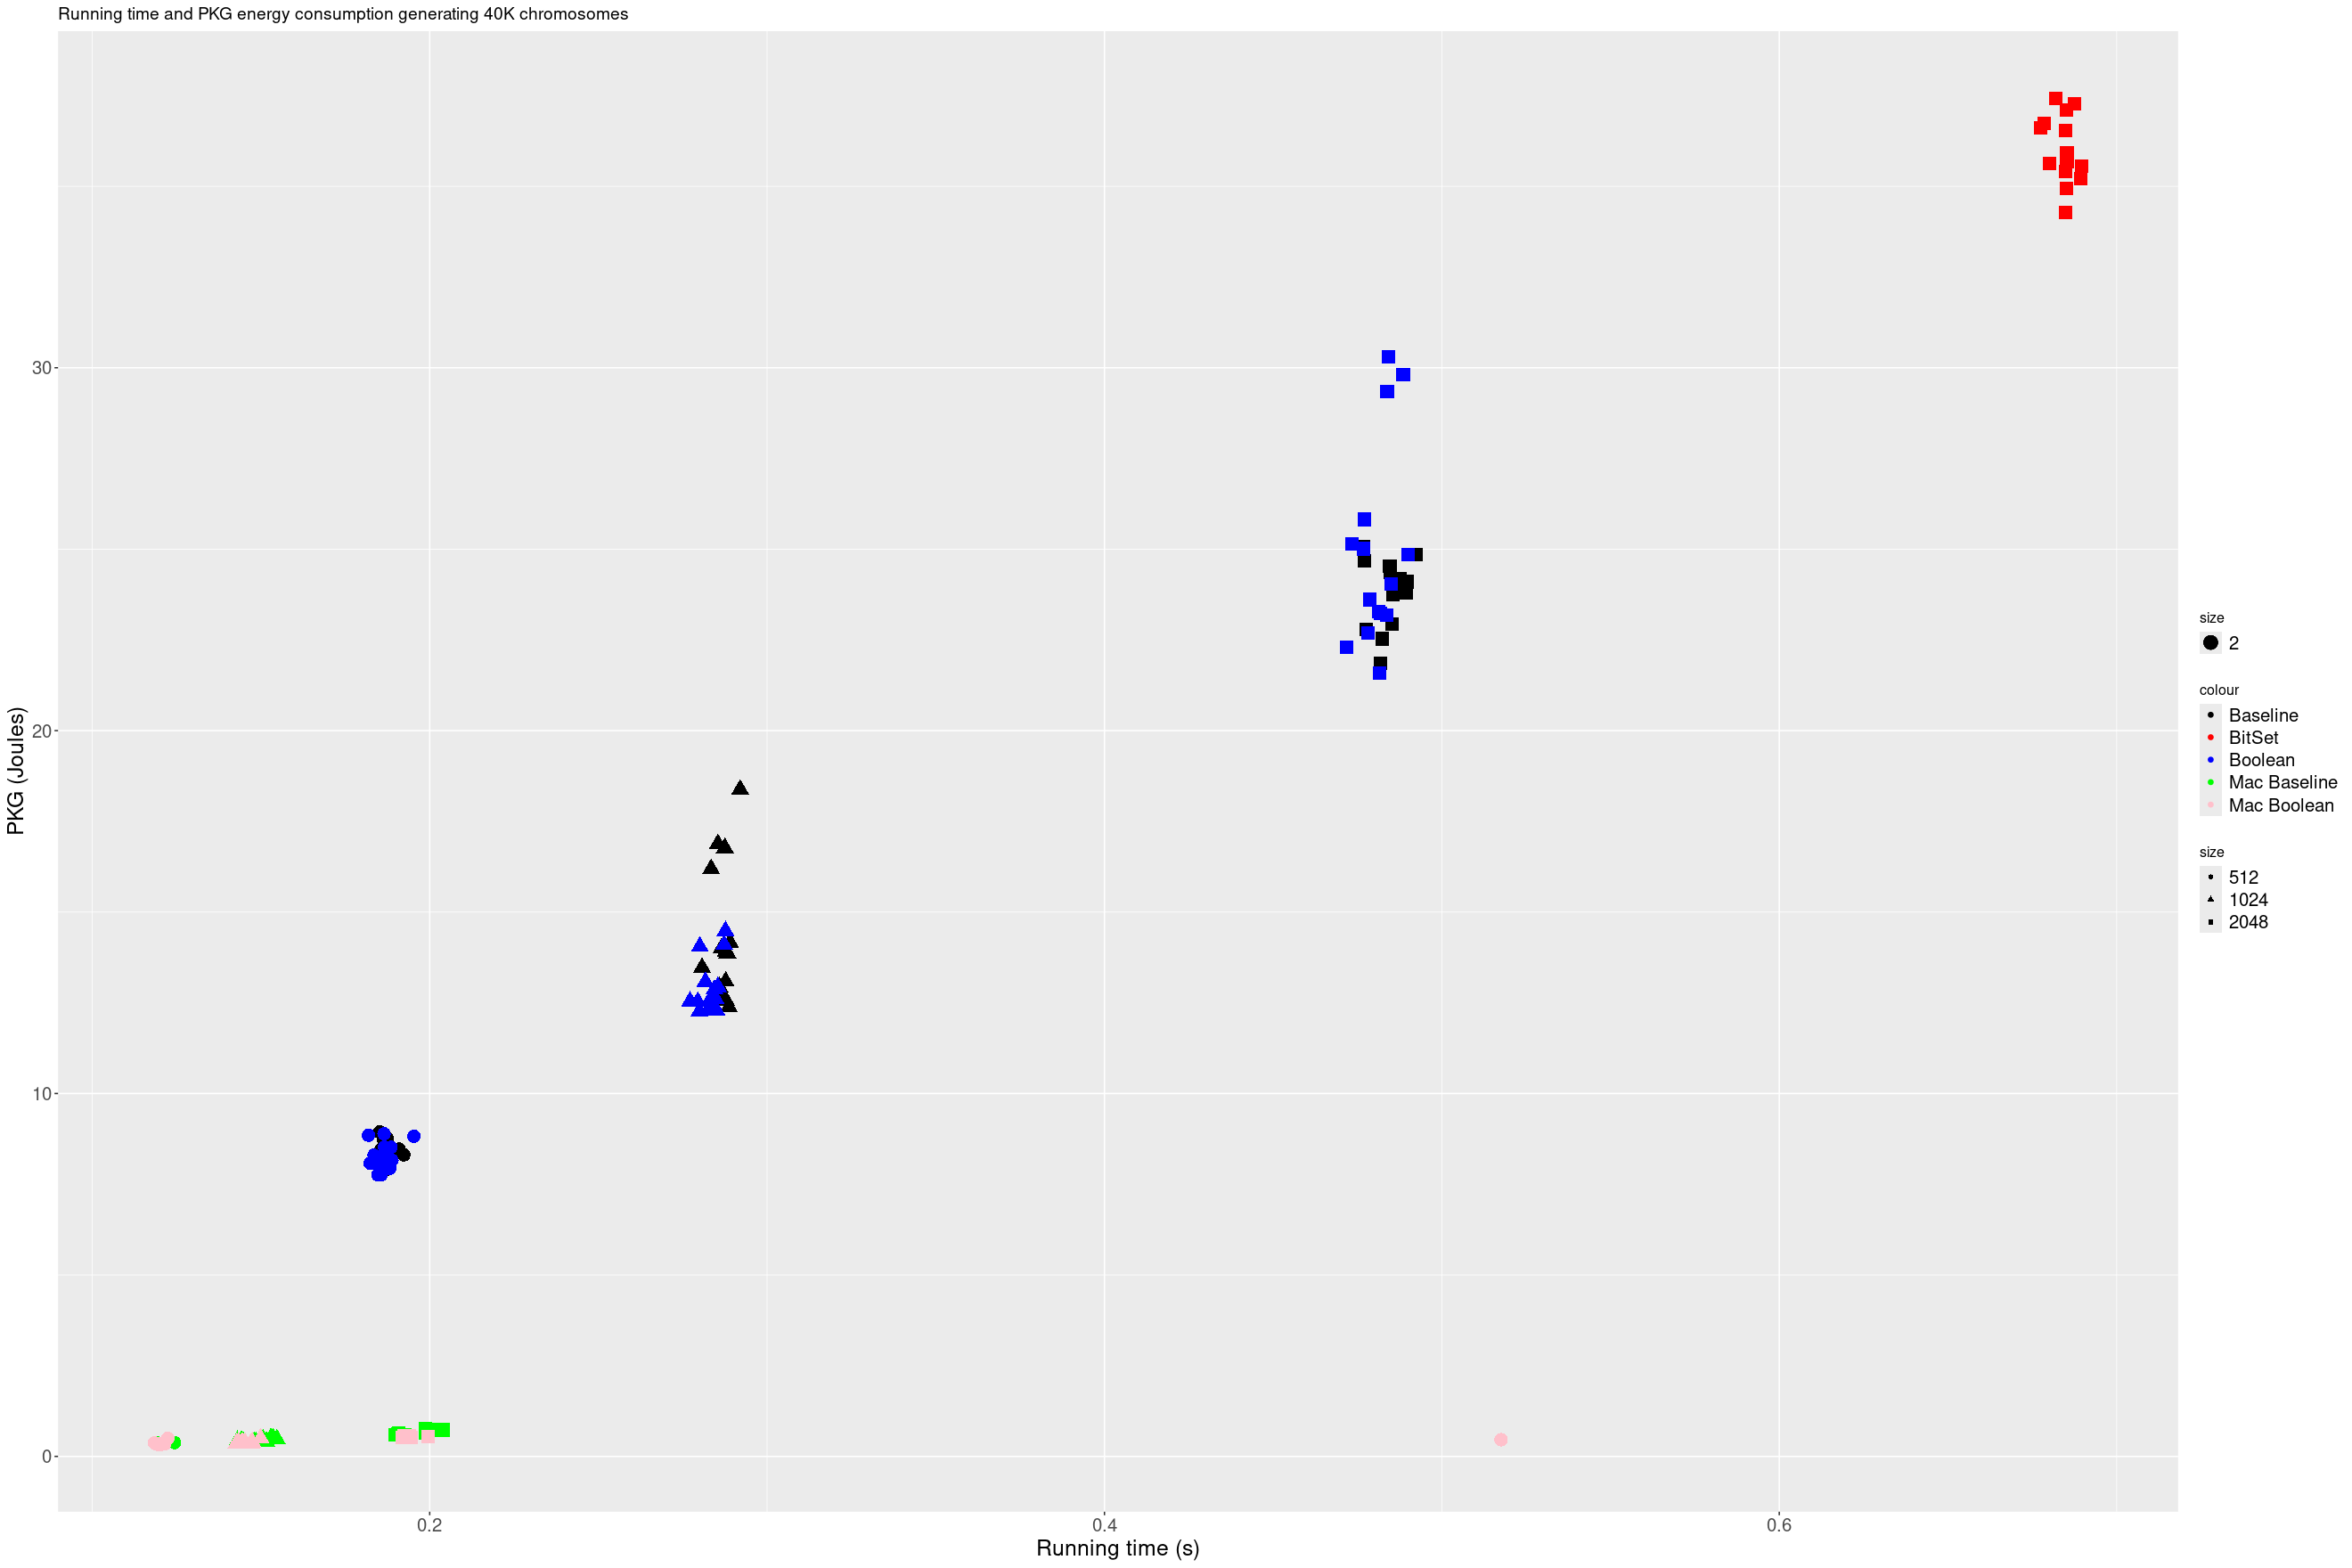 Running time and PKG energy consumption generating 40K chromosomes
PKG (Joules)
30
20
10
0
0.2
0.4
0.6
Running time (s)
size
2
colour
Baseline
BitSet
Boolean
Mac Baseline
Mac Boolean
size
512
1024
2048